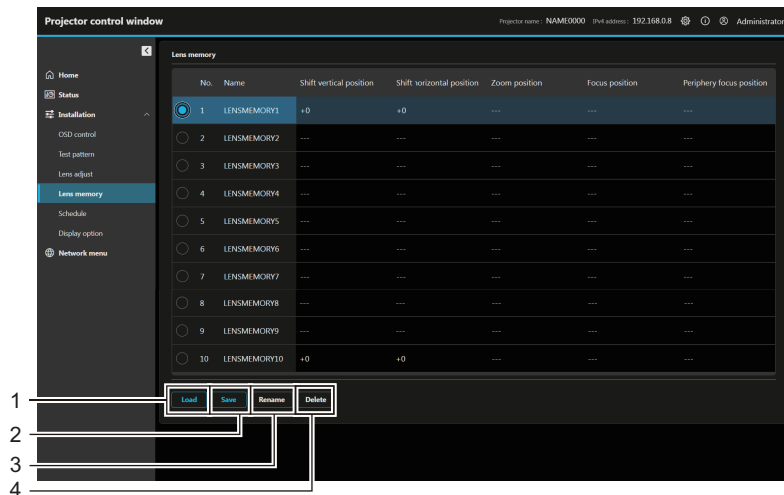 Projector control window Projector name : NAME0000 IPv4 address : 192.168.0.8 Administrator
Lens memory
Home
Status
Installation
OSD control
Test pattern
Lens adjust
Lens memory
Schedule
Display option
Network menu
No. Name Shift vertical position Shift horizontal position Zoom position Focus position Periphery focus position
1 LENSMEMORY1 +0 +0 --- --- ---
2 LENSMEMORY2 --- --- --- --- ---
3 LENSMEMORY3 --- --- --- --- ---
4 LENSMEMORY4 --- --- --- --- ---
5 LENSMEMORY5 --- --- --- --- ---
6 LENSMEMORY6 --- --- --- --- ---
7 LENSMEMORY7 --- --- --- --- ---
8 LENSMEMORY8 --- --- --- --- ---
9 LENSMEMORY9 --- --- --- --- ---
10 LENSMEMORY10 +0 +0 --- --- ---
Load Save Rename Delete
1
2
3
4